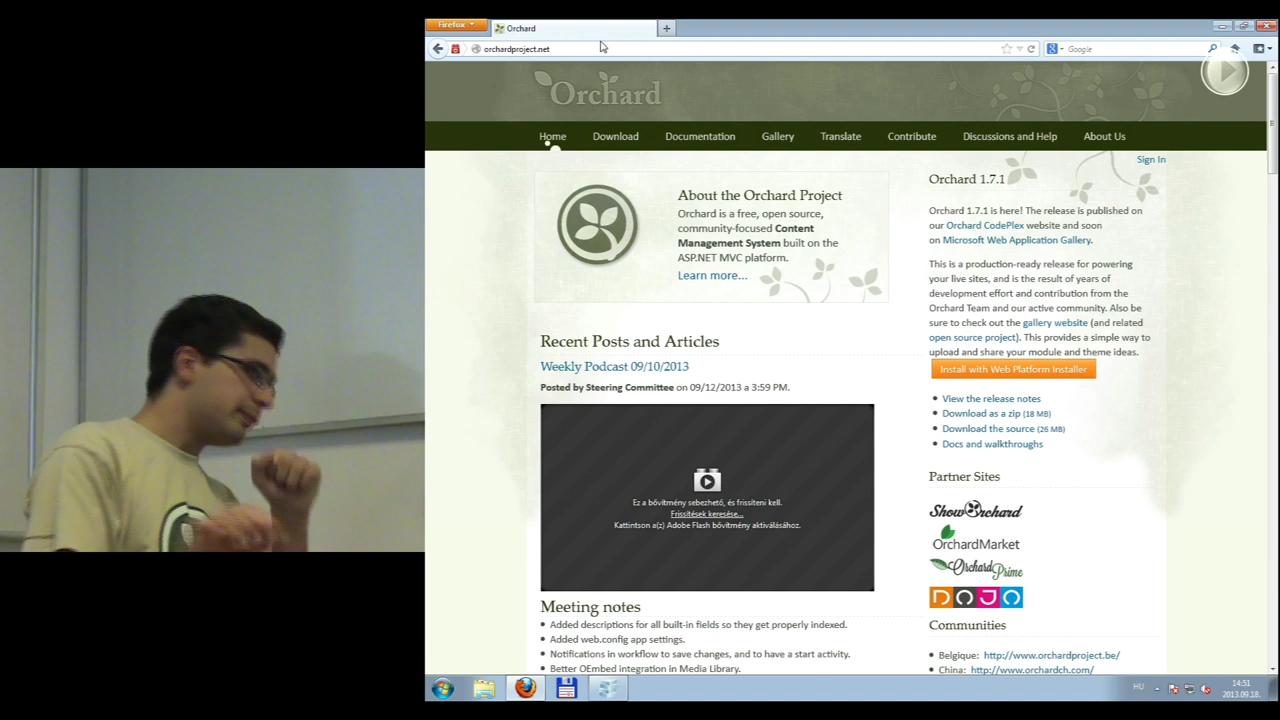 Firefox
Orchard
orchardproject.net
Google
Orchard
Home
Download
Documentation
Gallery
Translate
Contribute
Discussions and Help
About Us
Sign In
About the Orchard Project
Orchard is a free, open source,
community-focused Content
Management System built on the
ASP.NET MVC platform.
Learn more...
Recent Posts and Articles
Weekly Podcast 09/10/2013
Posted by Steering Committee on 09/12/2013 a 3:59 PM.
Ez a bővítmény sebezhető, és frissíteni kell.
Frissítések keresése...
Kattintson a(z) Adobe Flash bővítmény aktiválásához.
Meeting notes
• Added descriptions for all built-in fields so they get properly indexed.
• Added web.config app settings.
• Notifications in workflow to save changes, and to have a start activity.
• Better OEmbed integration in Media Library.
Orchard 1.7.1
Orchard 1.7.1 is here! The release is published on
our Orchard CodePlex website and soon
on Microsoft Web Application Gallery.
This is a production-ready release for powering
your live sites, and is the result of years of
development effort and contribution from the
Orchard Team and our active community. Also be
sure to check out the gallery website (and related
open source project). This provides a simple way to
upload and share your module and theme ideas.
Install with Web Platform Installer
• View the release notes
• Download as a zip (18 MB)
• Download the source (26 MB)
• Docs and walkthroughs
Partner Sites
Show Orchard
OrchardMarket
Orchard Prime
DOJO
Communities
• Belgique: http://www.orchardproject.be/
• China: http://www.orchardch.com/
HU
14:51
2013.09.18.